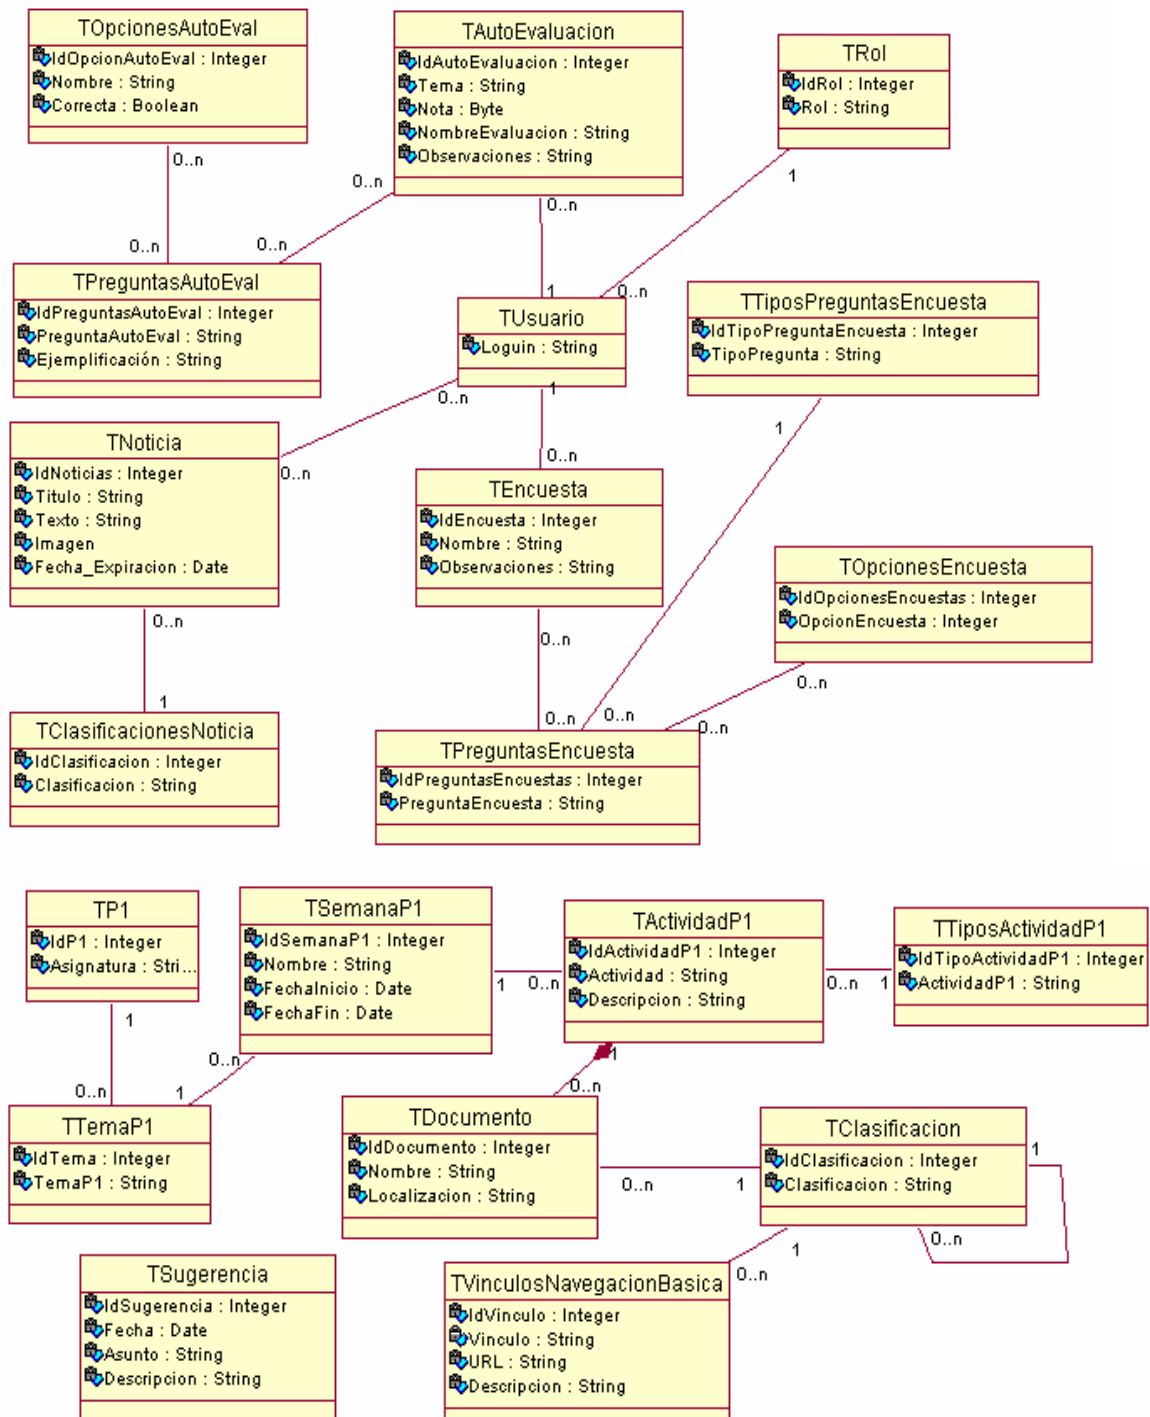 TOpcionesAutoEval
IdOpcionAutoEval : Integer
Nombre : String
Correcta : Boolean
0..n
0..n
TAutoEvaluacion
IdAutoEvaluacion : Integer
Tema : String
Nota : Byte
NombreEvaluacion : String
Observaciones : String
0..n
0..n
0..n
1
TRol
IdRol : Integer
Rol : String
1
0..n
TPreguntasAutoEval
IdPreguntasAutoEval : Integer
PreguntaAutoEval : String
Ejemplificación : String
TUsuario
Loguin : String
0..n
0..n
1
0..n
TTiposPreguntasEncuesta
IdTipoPreguntaEncuesta : Integer
TipoPregunta : String
1
0..n
TNoticia
IdNoticias : Integer
Titulo : String
Texto : String
Imagen
Fecha_Expiracion : Date
0..n
1
TEncuesta
IdEncuesta : Integer
Nombre : String
Observaciones : String
0..n
0..n
TOpcionesEncuesta
IdOpcionesEncuestas : Integer
OpcionEncuesta : Integer
0..n
0..n
TClasificacionesNoticia
IdClasificacion : Integer
Clasificacion : String
TPreguntasEncuesta
IdPreguntasEncuestas : Integer
PreguntaEncuesta : String
TP1
IdP1 : Integer
Asignatura : Stri...
1
0..n
TSemanaP1
IdSemanaP1 : Integer
Nombre : String
FechaInicio : Date
FechaFin : Date
0..n
1
1
0..n
TActividadP1
IdActividadP1 : Integer
Actividad : String
Descripcion : String
0..n
1
1
0..n
TTiposActividadP1
IdTipoActividadP1 : Integer
ActividadP1 : String
TTemaP1
IdTema : Integer
TemaP1 : String
TDocumento
IdDocumento : Integer
Nombre : String
Localizacion : String
0..n
1
TClasificacion
IdClasificacion : Integer
Clasificacion : String
1
0..n
1
0..n
TSugerencia
IdSugerencia : Integer
Fecha : Date
Asunto : String
Descripcion : String
TVinculosNavegacionBasica
IdVinculo : Integer
Vinculo : String
URL : String
Descripcion : String